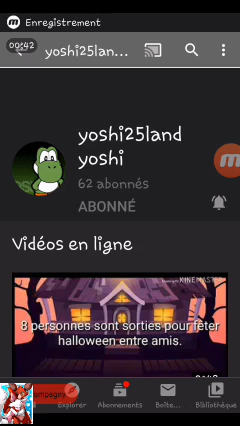 Enregistrement
00:42
yoshi25lan...
yoshi25land
yoshi
62 abonnés
ABONNÉ
Vidéos en ligne
KINEMASTER
8 personnes sont sorties pour fêter
halloween entre amis.
Explorer
Abonnements
Boîte...
Bibliothèque